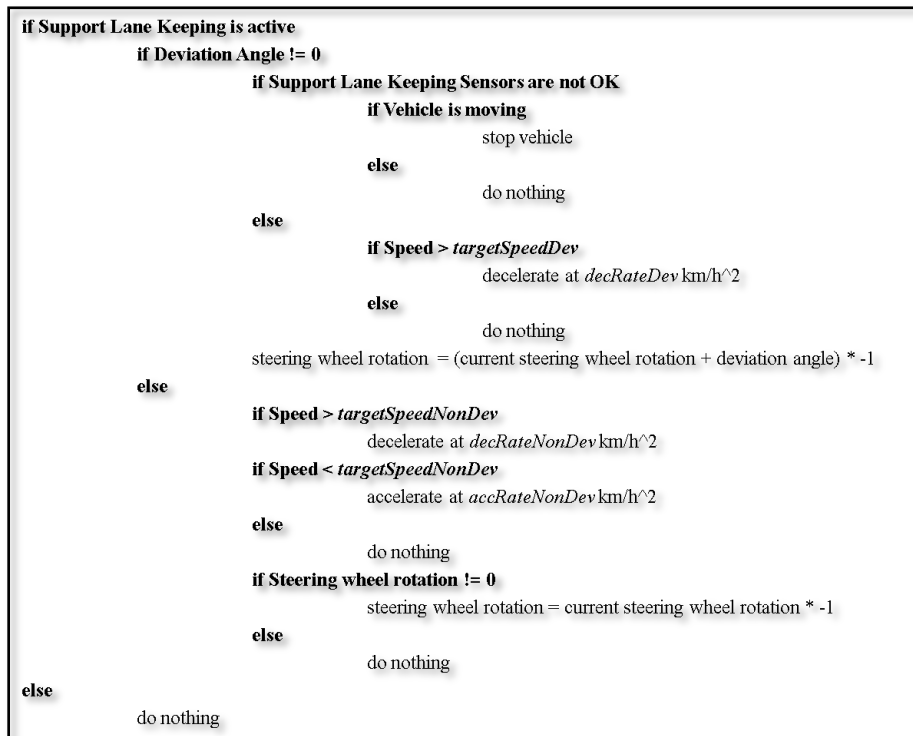 if Support Lane Keeping is active
if Deviation Angle != 0
if Support Lane Keeping Sensors are not OK
if Vehicle is moving
stop vehicle
else
do nothing
else
if Speed > targetSpeedDev
decelerate at decRateDev km/h^2
else
do nothing
steering wheel rotation = (current steering wheel rotation + deviation angle) * -1
else
if Speed > targetSpeedNonDev
decelerate at decRateNonDev km/h^2
if Speed < targetSpeedNonDev
accelerate at accRateNonDev km/h^2
else
do nothing
if Steering wheel rotation != 0
steering wheel rotation = current steering wheel rotation * -1
else
do nothing
else
do nothing